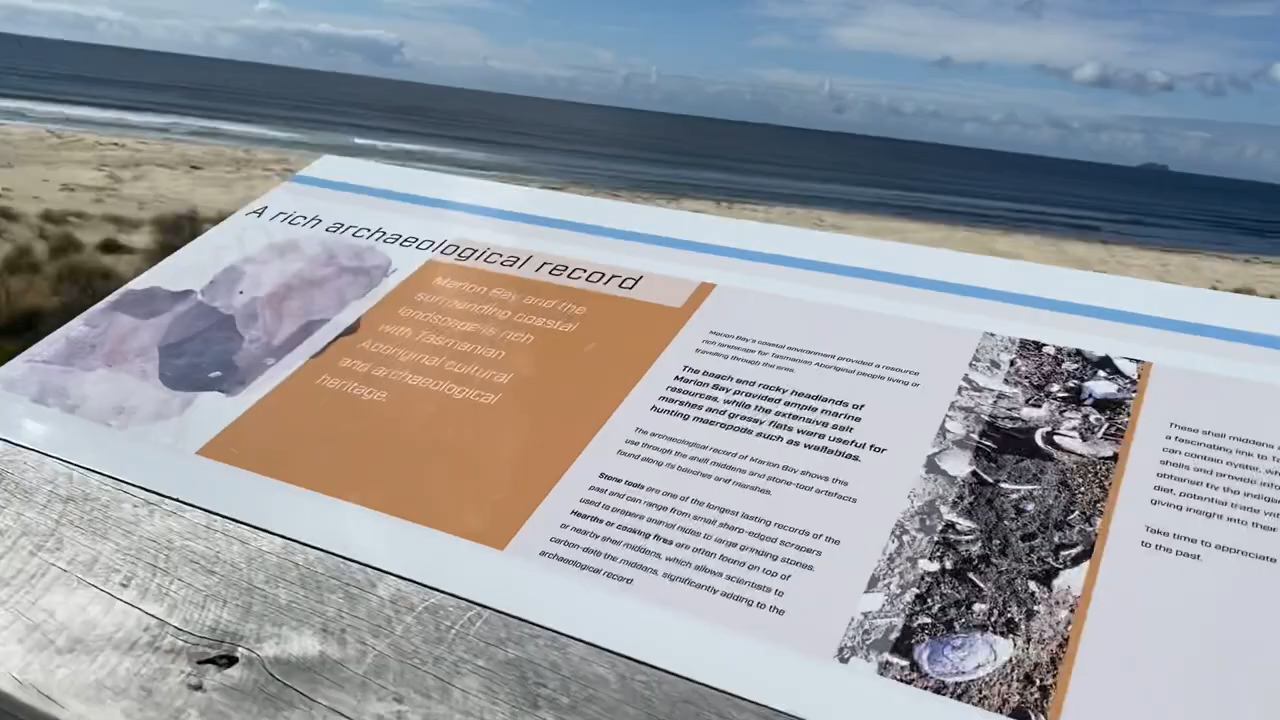 A rich archaeological record
Marion Bay and the
surrounding coastal
landscape is rich
with Tasmanian
Aboriginal cultural
and archaeological
heritage.
Marion Bay's coastal environment provided a resource
rich landscape for Tasmanian Aboriginal people living or
travelling through the area.
The beach and rocky headlands of
Marion Bay provided ample marine
resources, while the extensive salt
marshes and grassy flats were useful for
hunting macropods such as wallabies.
The archaeological record of Marion Bay shows this
use through the shell middens and stone-tool artefacts
found along its beaches and marshes.
Stone tools are one of the longest lasting records of the
past and can range from small sharp-edged scrapers
used to prepare animal hides to large grinding stones.
Hearths or cooking fires are often found on top of
or nearby shell middens, which allows scientists to
carbon-date the middens, significantly adding to the
archaeological record.
These shell middens
a fascinating link to
can contain oyster,
shells and provide
obtained by the
diet, potential trade
giving insight into their
Take time to appreciate
to the past.